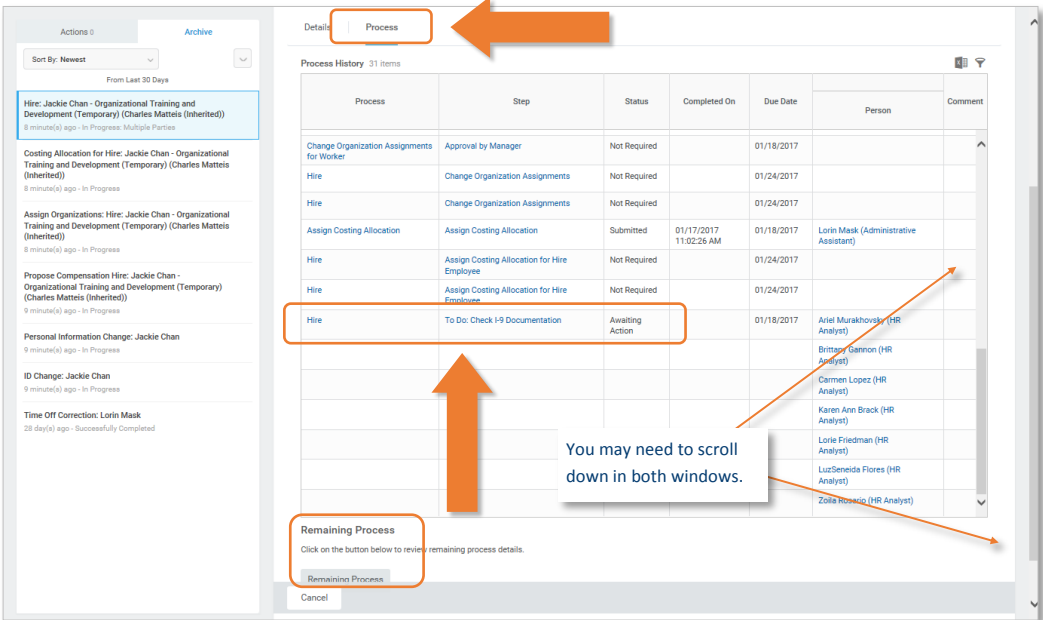 Actions 0
Archive
Sort By: Newest
From Last 30 Days
Hire: Jackie Chan - Organizational Training and
Development (Temporary) (Charles Matteis (Inherited))
8 minute(s) ago - In Progress: Multiple Parties
Costing Allocation for Hire: Jackie Chan - Organizational
Training and Development (Temporary) (Charles Matteis
(Inherited))
8 minute(s) ago - In Progress
Assign Organizations: Hire: Jackie Chan - Organizational
Training and Development (Temporary) (Charles Matteis
(Inherited))
8 minute(s) ago - In Progress
Propose Compensation Hire: Jackie Chan -
Organizational Training and Development (Temporary)
(Charles Matteis (Inherited))
9 minute(s) ago - In Progress
Personal Information Change: Jackie Chan
9 minute(s) ago - In Progress
ID Change: Jackie Chan
9 minute(s) ago - In Progress
Time Off Correction: Lorin Mask
28 day(s) ago - Successfully Completed
Details
Process
Process History 31 items
Process Step Status Completed On Due Date Person Comment
Change Organization Assignments Approval by Manager Not Required 01/18/2017
for Worker
Hire Change Organization Assignments Not Required 01/24/2017
Hire Change Organization Assignments Not Required 01/24/2017
Assign Costing Allocation Assign Costing Allocation Submitted 01/17/2017 01/18/2017 Lorin Mask (Administrative
11:02:26 AM Assistant)
Hire Assign Costing Allocation for Hire Not Required 01/24/2017
Employee
Hire Assign Costing Allocation for Hire Not Required 01/24/2017
Employee
Hire To Do: Check I-9 Documentation Awaiting 01/18/2017 Ariel Murakhovsky (HR
Action Analyst)
Brittany Gannon (HR
Analyst)
Carmen Lopez (HR
Analyst)
Karen Ann Brack (HR
Analyst)
Lorie Friedman (HR
Analyst)
LuzSeneida Flores (HR
Analyst)
Zoila Rosario (HR Analyst)
You may need to scroll
down in both windows.
Remaining Process
Click on the button below to review remaining process details.
Remaining Process
Cancel